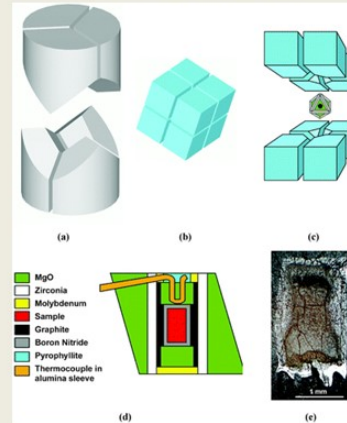 (a)
(b)
(c)
MgO
Zirconia
Molybdenum
Sample
Graphite
Boron Nitride
Pyrophyllite
Thermocouple in
alumina sleeve
(d)
1 mm
(e)